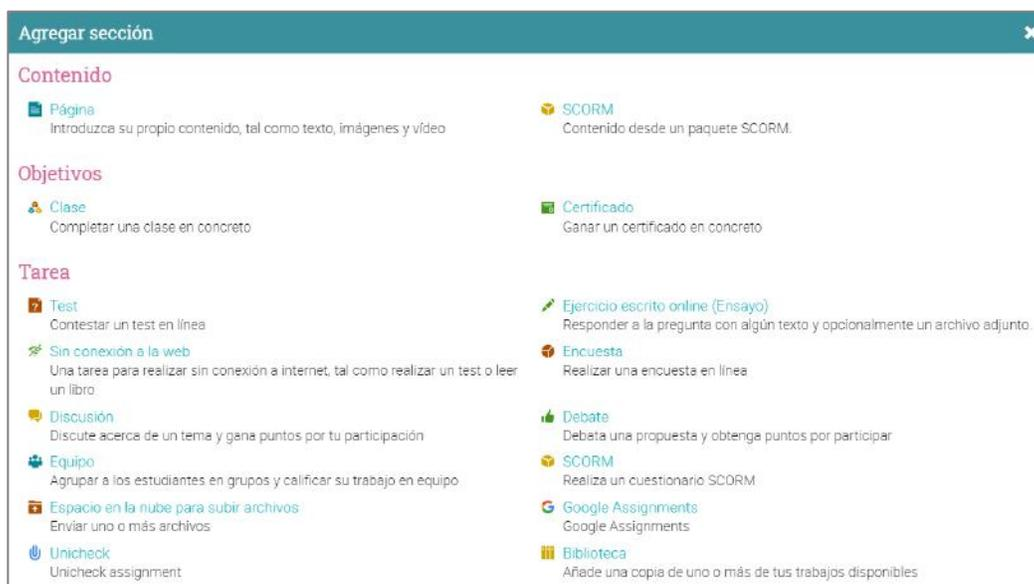 Agregar sección
Contenido
Página
Introduzca su propio contenido, tal como texto, imágenes y vídeo
SCORM
Contenido desde un paquete SCORM.
Objetivos
Clase
Completar una clase en concreto
Certificado
Ganar un certificado en concreto
Tarea
Test
Contestar un test en línea
Ejercicio escrito online (Ensayo)
Responder a la pregunta con algún texto y opcionalmente un archivo adjunto.
Sin conexión a la web
Una tarea para realizar sin conexión a internet, tal como realizar un test o leer
un libro
Encuesta
Realizar una encuesta en línea
Discusión
Discute acerca de un tema y gana puntos por tu participación
Debate
Debata una propuesta y obtenga puntos por participar
Equipo
Agrupar a los estudiantes en grupos y calificar su trabajo en equipo
SCORM
Realiza un cuestionario SCORM
Espacio en la nube para subir archivos
Enviar uno o más archivos
Google Assignments
Google Assignments
Unicheck
Unicheck assignment
Biblioteca
Añade una copia de uno o más de tus trabajos disponibles